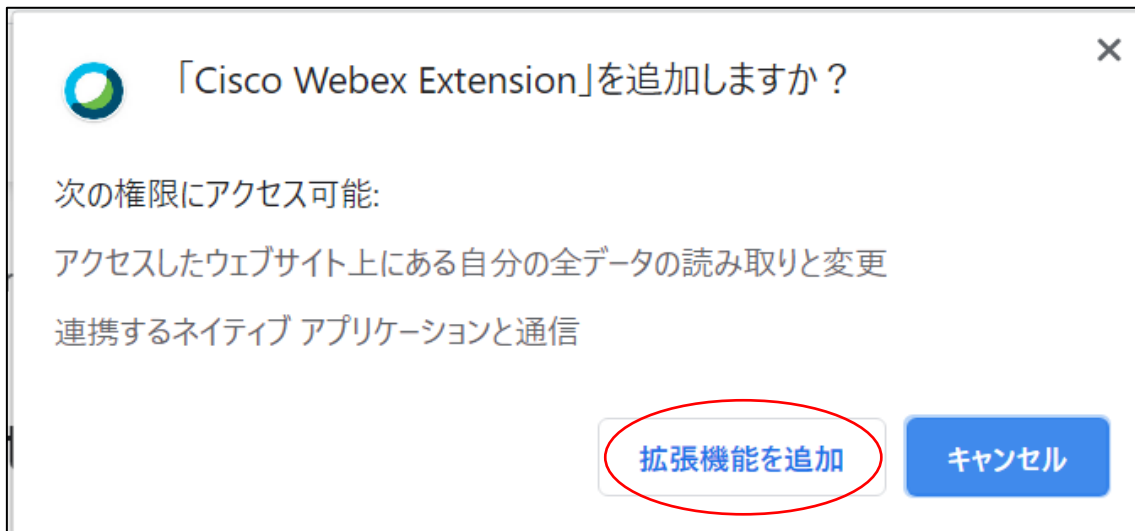 「Cisco Webex Extension」を追加しますか？
次の権限にアクセス可能:
アクセスしたウェブサイト上にある自分の全データの読み取りと変更
連携するネイティブ アプリケーションと通信
拡張機能を追加
キャンセル